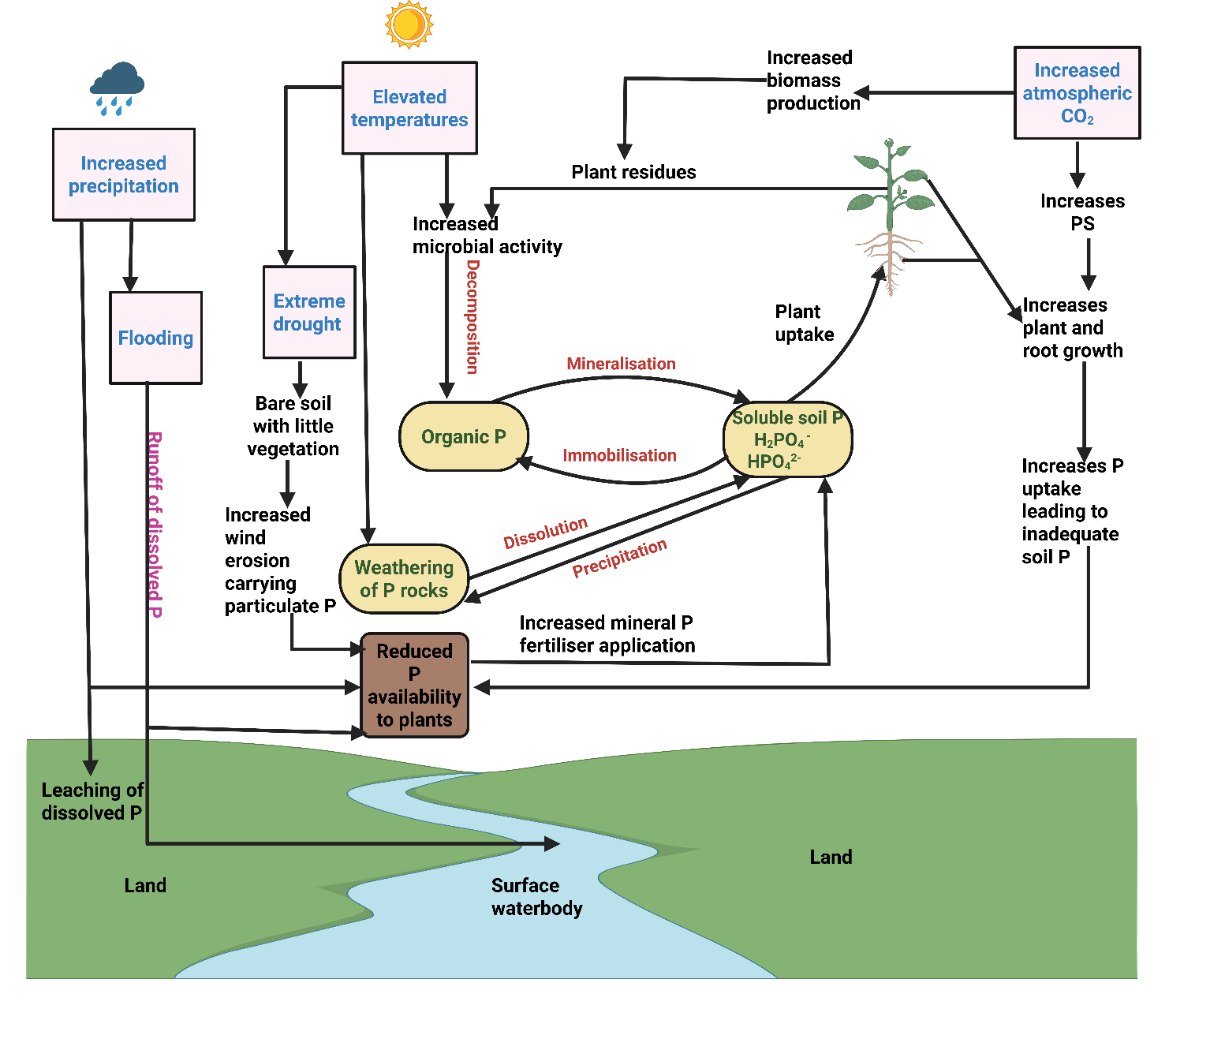 Increased
biomass
production
Increased
atmospheric
CO₂
Elevated
temperatures
Increased
precipitation
Plant residues
Increases
PS
Increased
microbial activity
Decomposition
Extreme
drought
Flooding
Plant
uptake
Increases
plant and
root growth
Mineralisation
Bare soil
with little
vegetation
Organic P
Soluble soil P
H₂PO₄⁻
HPO₄²⁻
Immobilisation
Runoff of dissolved P
Increases P
uptake
leading to
inadequate
soil P
Increased
wind
erosion
carrying
particulate P
Dissolution
Precipitation
Weathering
of P rocks
Increased mineral P
fertiliser application
Reduced
P
availability
to plants
Leaching of
dissolved P
Land
Surface
waterbody
Land